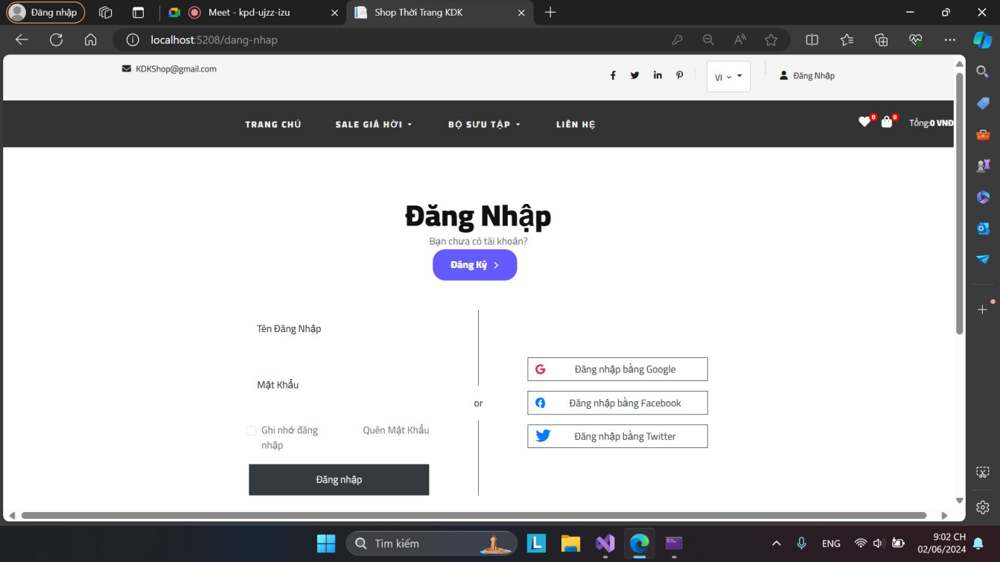 Đăng nhập
Meet - kpd-ujzz-izu
Shop Thời Trang KDK
localhost:5208/dang-nhap
KDKShop@gmail.com
VI
Đăng Nhập
TRANG CHỦ
SALE GIÁ HỜI
BỘ SƯU TẬP
LIÊN HỆ
0
0
Tổng:0 VNĐ
Đăng Nhập
Bạn chưa có tài khoản?
Đăng Ký
Tên Đăng Nhập
Mật Khẩu
Ghi nhớ đăng
nhập
Quên Mật Khẩu
Đăng nhập
or
Đăng nhập bằng Google
Đăng nhập bằng Facebook
Đăng nhập bằng Twitter
Tìm kiếm
ENG
9:02 CH
02/06/2024